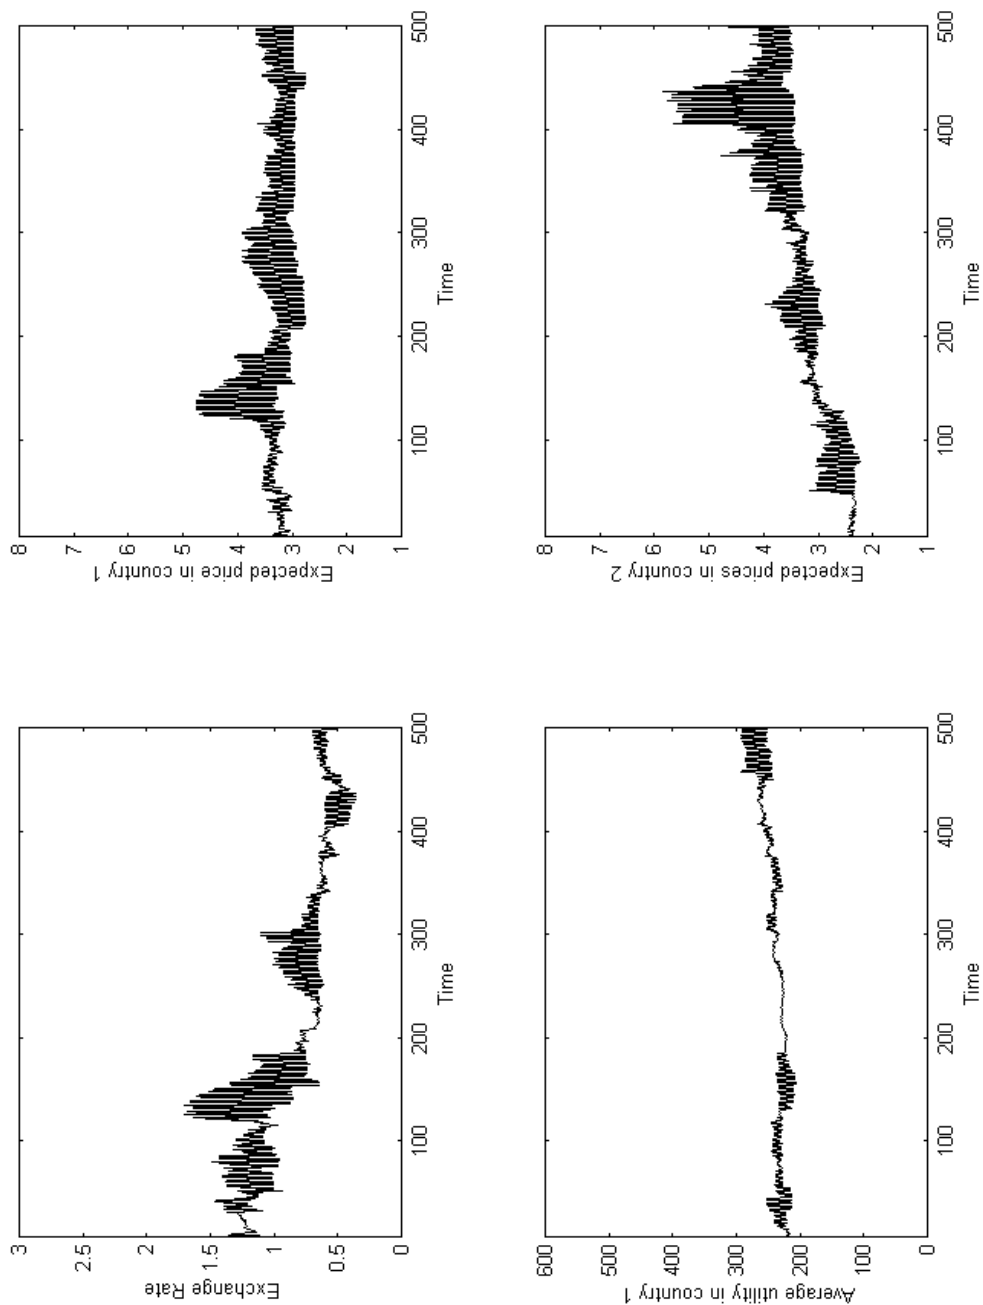 3
2.5
2
1.5
1
0.5
0
Exchange Rate
100 200 300 400 500
Time
8
7
6
5
4
3
2
1
Expected price in country 1
100 200 300 400 500
Time
600
500
400
300
200
100
0
Average utility in country 1
100 200 300 400 500
Time
8
7
6
5
4
3
2
1
Expected prices in country 2
100 200 300 400 500
Time